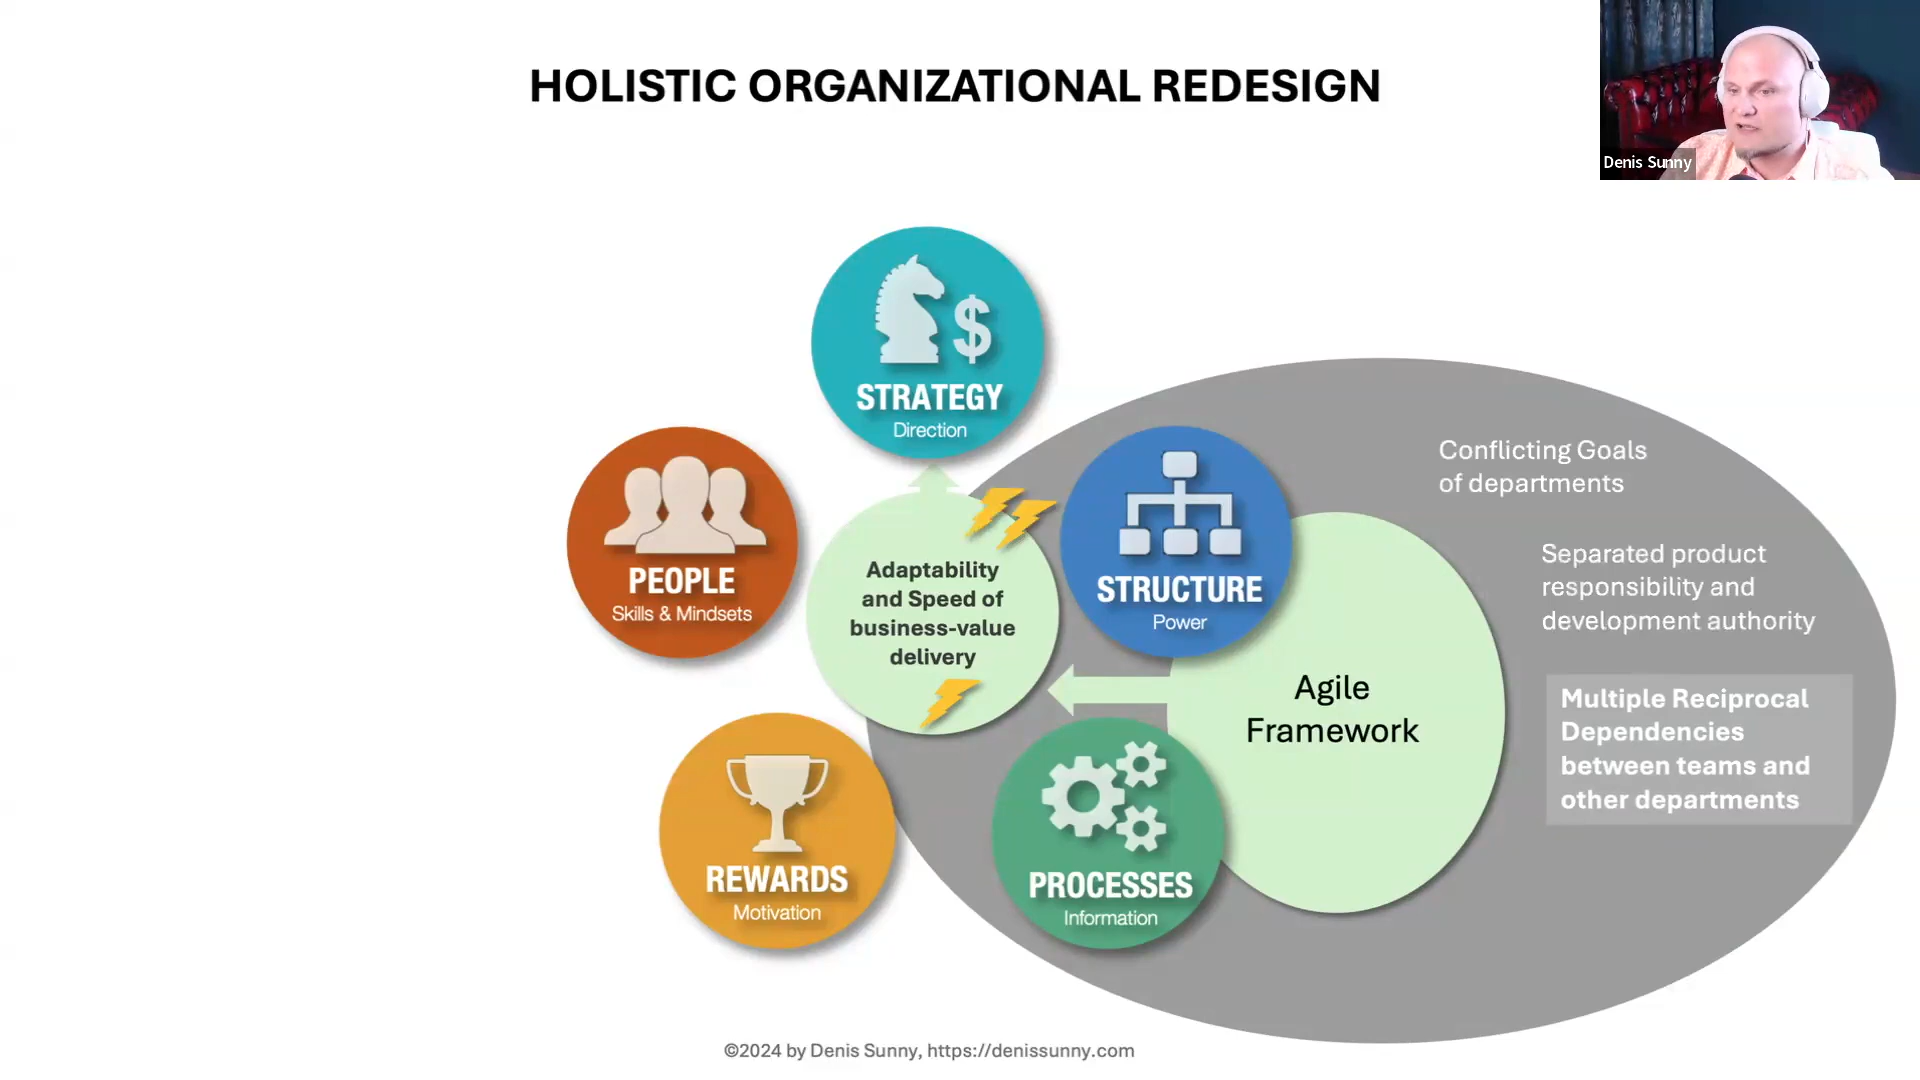 HOLISTIC ORGANIZATIONAL REDESIGN
Denis Sunny
$
STRATEGY
Direction
PEOPLE
Skills & Mindsets
Adaptability
and Speed of
business-value
delivery
STRUCTURE
Power
Conflicting Goals
of departments
Separated product
responsibility and
development authority
Agile
Framework
Multiple Reciprocal
Dependencies
between teams and
other departments
REWARDS
Motivation
PROCESSES
Information
©2024 by Denis Sunny, https://denissunny.com